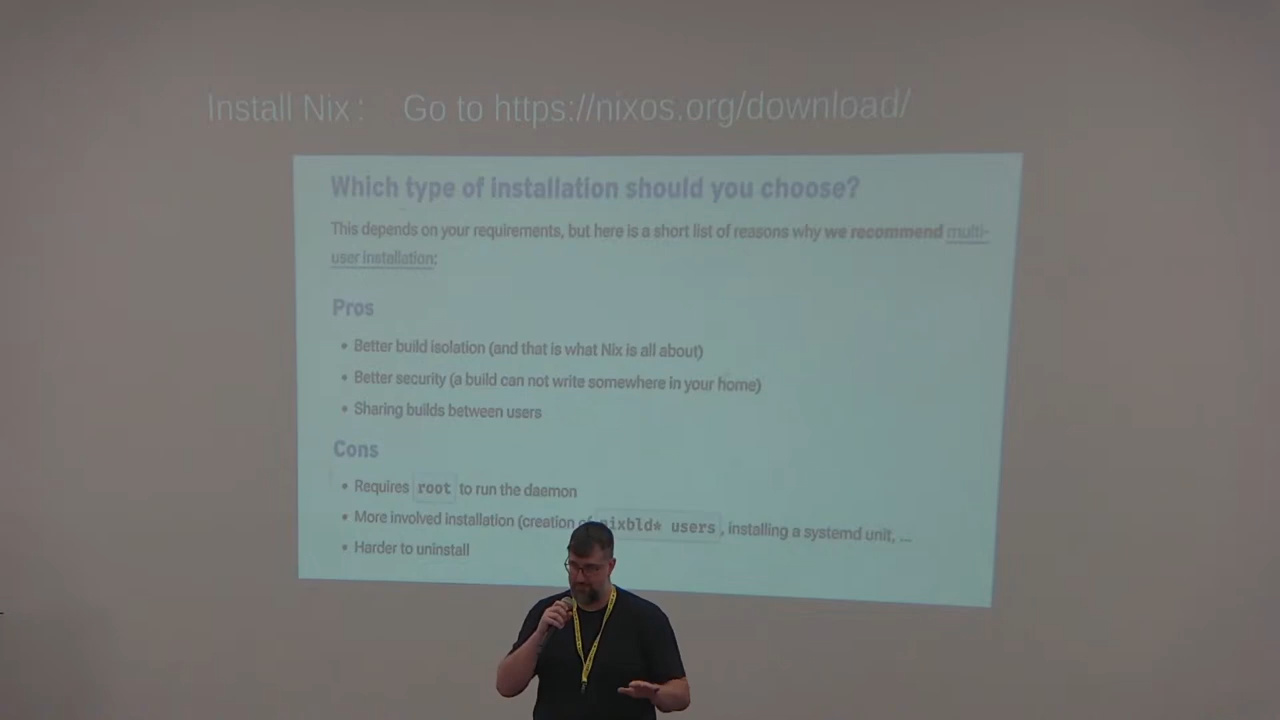 Install Nix : Go to https://nixos.org/download/
Which type of installation should you choose?
This depends on your requirements, but here is a short list of reasons why we recommend multi-
user installation:
Pros
• Better build isolation (and that is what Nix is all about)
• Better security (a build can not write somewhere in your home)
• Sharing builds between users
Cons
• Requires root to run the daemon
• More involved installation (creation of nixbld* users, installing a systemd unit, ...
• Harder to uninstall